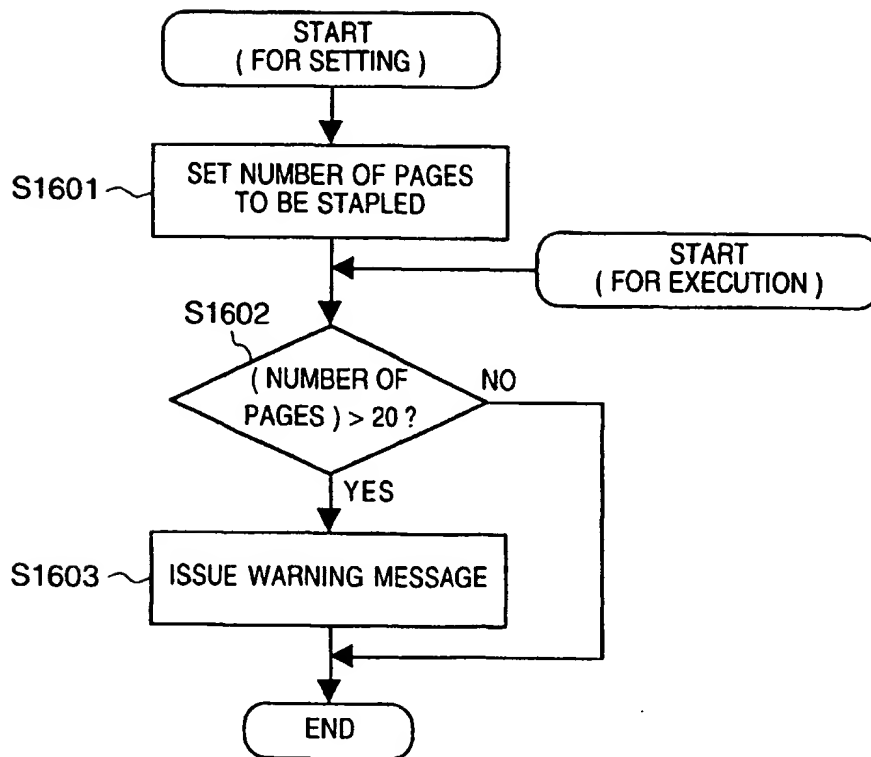 START
( FOR SETTING )
S1601
SET NUMBER OF PAGES
TO BE STAPLED
START
( FOR EXECUTION )
S1602
( NUMBER OF
PAGES ) > 20 ?
NO
YES
S1603
ISSUE WARNING MESSAGE
END